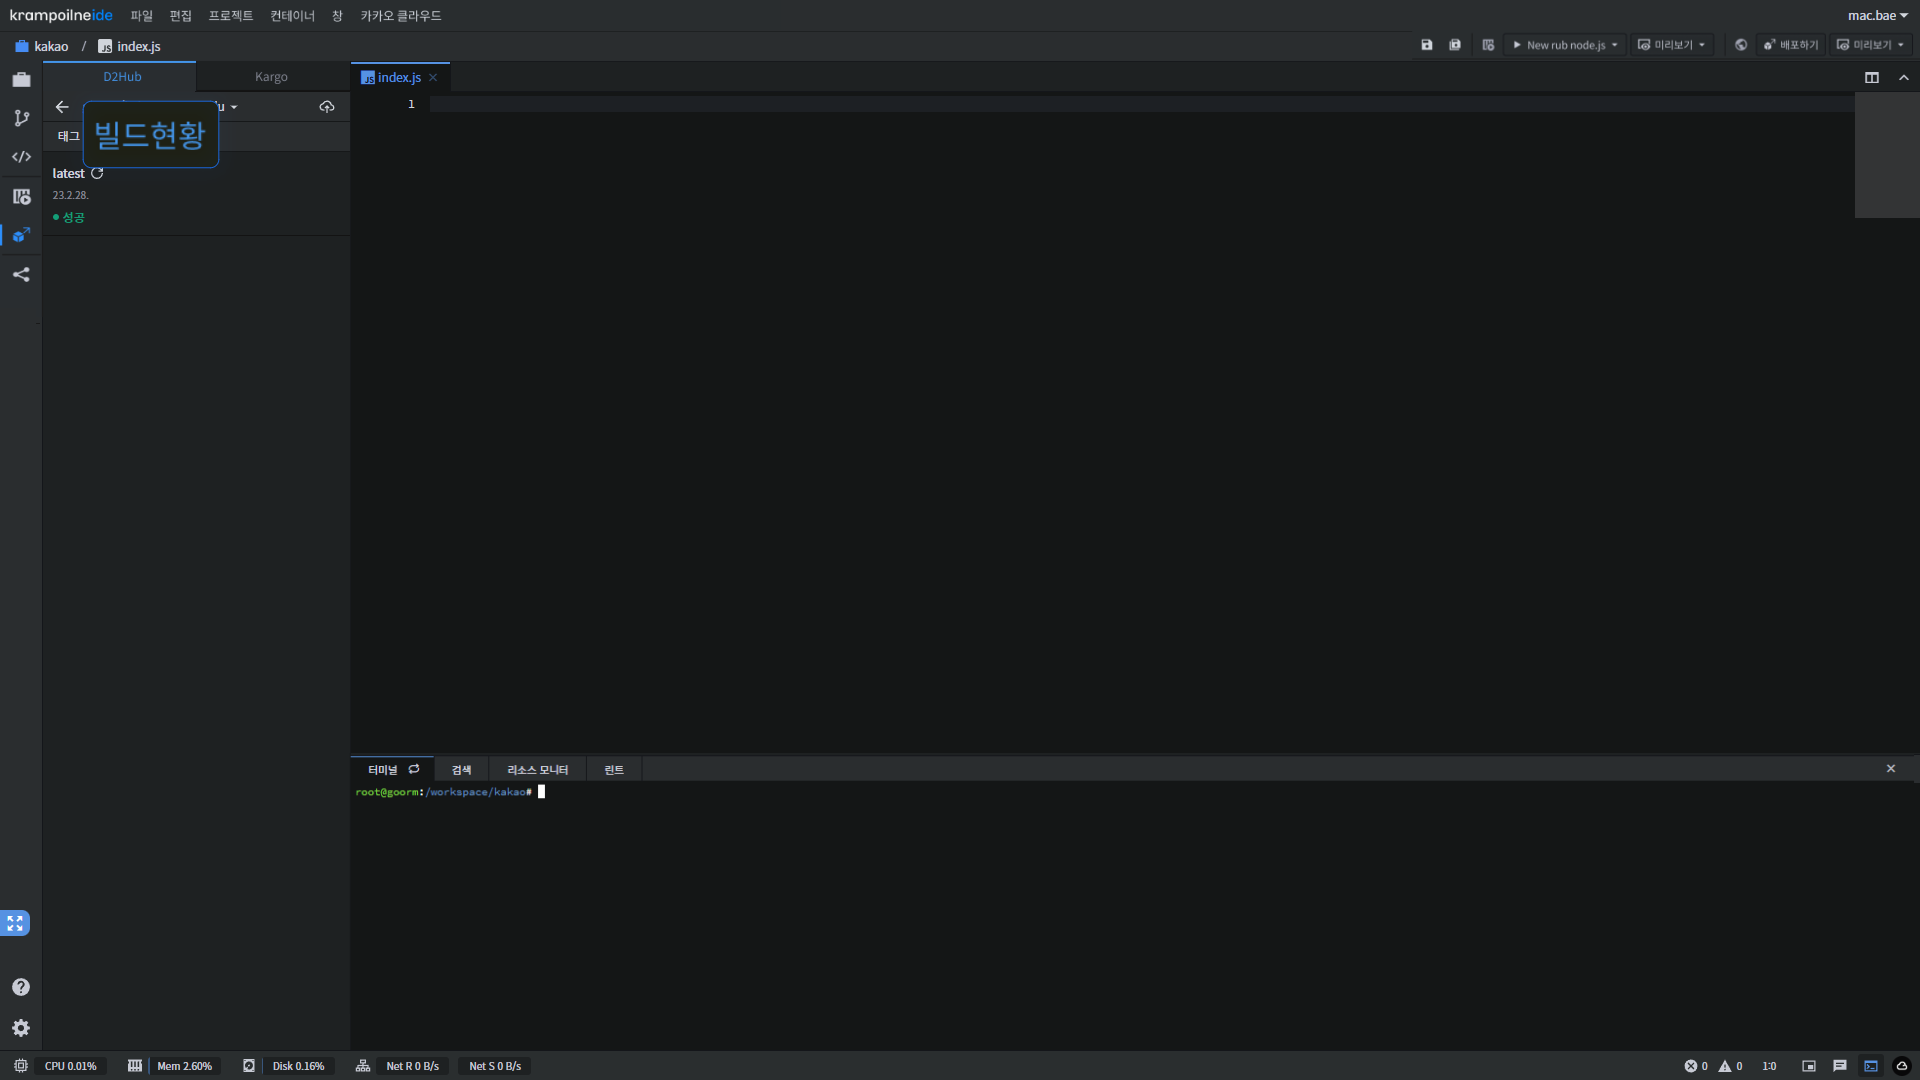 krampoilneide 파일 편집 프로젝트 컨테이너 창 카카오 클라우드 mac.bae
kakao / index.js New rub node.js 미리보기 배포하기 미리보기
D2Hub Kargo index.js
1
태그 빌드현황
latest
23.2.28.
성공
터미널 검색 리소스 모니터 린트
root@goorm:/workspace/kakao#
CPU 0.01% Mem 2.60% Disk 0.16% Net R 0 B/s Net S 0 B/s 0 0 1:0